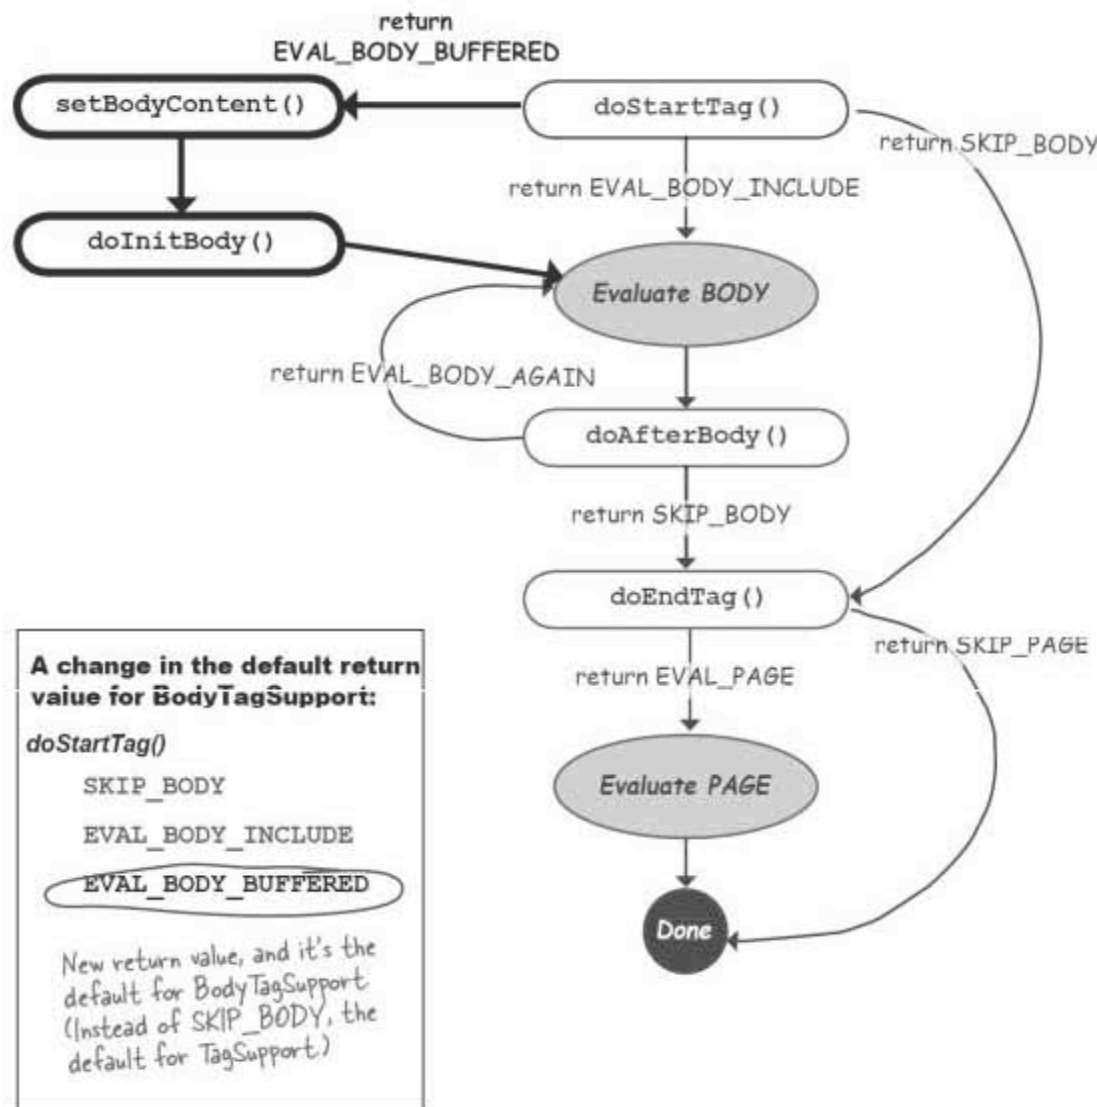 return
EVAL_BODY_BUFFERED
setBodyContent()
doStartTag()
return SKIP_BODY
return EVAL_BODY_INCLUDE
doInitBody()
Evaluate BODY
return EVAL_BODY_AGAIN
doAfterBody()
return SKIP_BODY
doEndTag()
return SKIP_PAGE
return EVAL_PAGE
Evaluate PAGE
Done
A change in the default return
value for BodyTagSupport:
doStartTag()
SKIP_BODY
EVAL_BODY_INCLUDE
EVAL_BODY_BUFFERED
New return value, and it's the
default for BodyTagSupport
(Instead of SKIP_BODY, the
default for TagSupport)